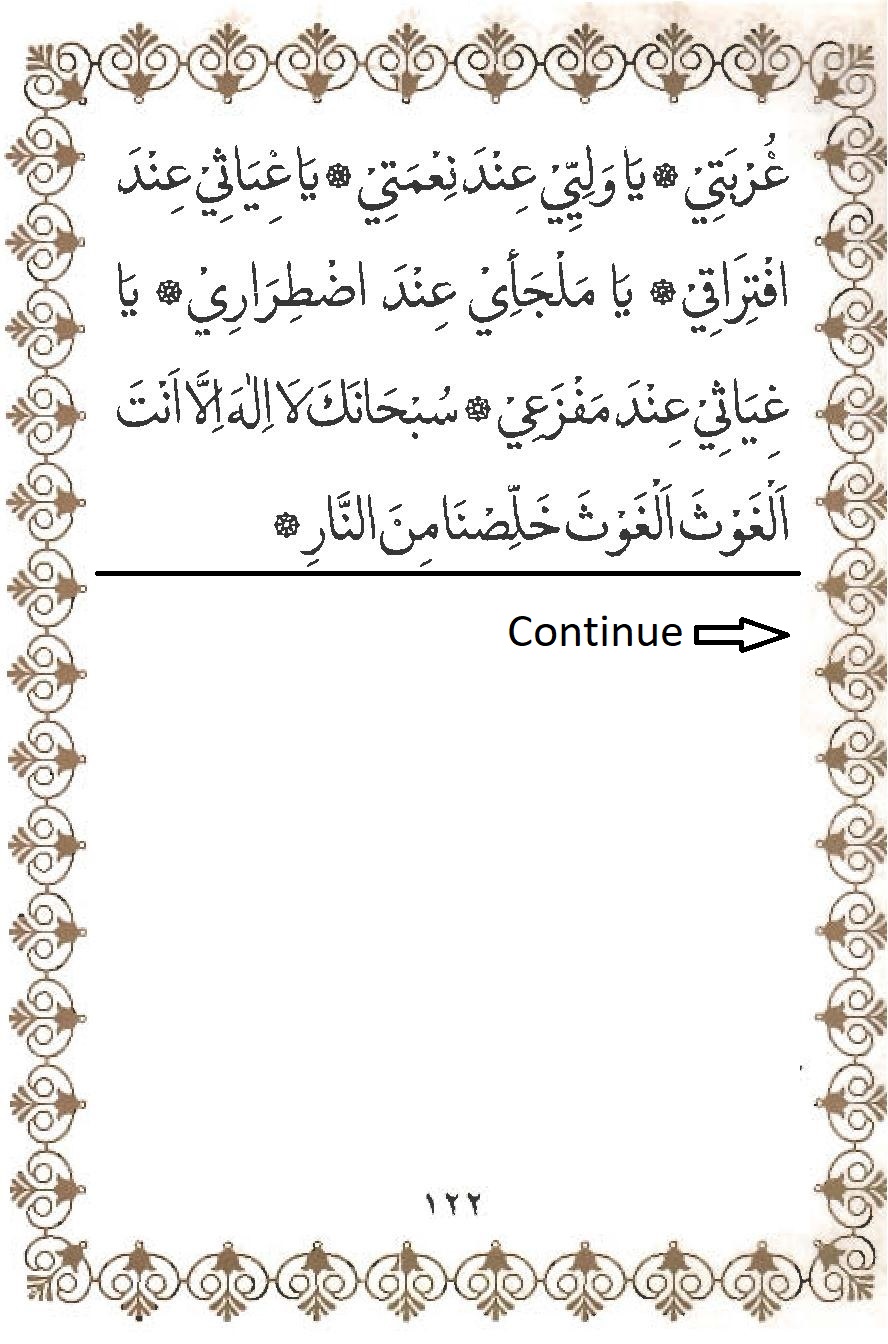 غُرْبَتِيْ ۞ يَا وَلِيِّيْ عِنْدَ نِعْمَتِيْ ۞ يَا غِيَاثِيْ عِنْدَ
افْتِرَاقِيْ ۞ يَا مَلْجَأِيْ عِنْدَ اضْطِرَارِيْ ۞ يَا
غِيَاثِيْ عِنْدَ مَفْزَعِيْ ۞ سُبْحَانَكَ لَا اِلٰهَ اِلَّا اَنْتَ
اَلْغَوْثَ اَلْغَوْثَ خَلِّصْنَا مِنَ النَّارِ ۞
Continue
١٢٢